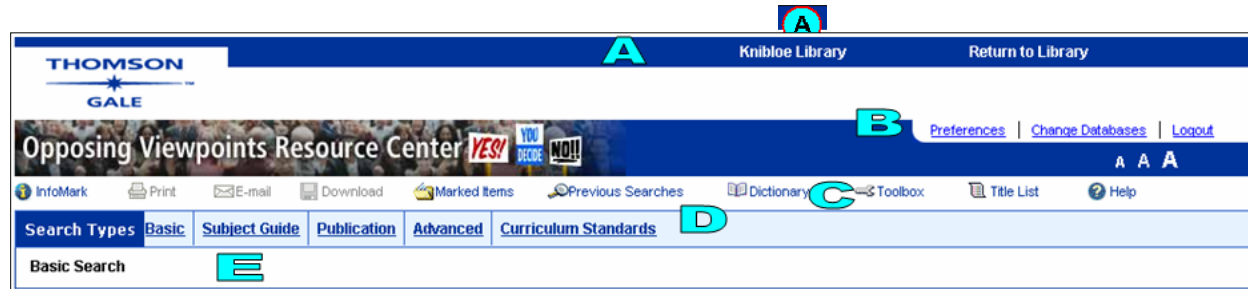 A
A Knibloe Library Return to Library
THOMSON
GALE
B Preferences | Change Databases | Logout
Opposing Viewpoints Resource Center YES! YOU DECIDE NO!!
A A A
InfoMark Print E-mail Download Marked Items Previous Searches Dictionary C Toolbox Title List Help
Search Types Basic Subject Guide Publication Advanced Curriculum Standards D
Basic Search E